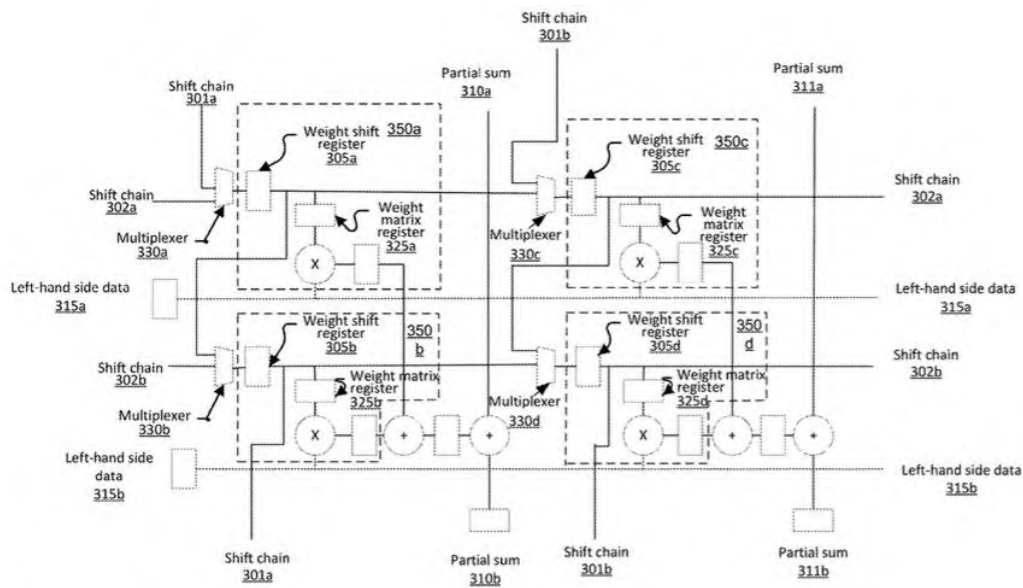 Shift chain
301b
Partial sum
310a
Partial sum
311a
Shift chain
301a
Weight shift
register
305a
350a
Weight shift
register
305c
350c
Shift chain
302a
Shift chain
302a
Multiplexer
330a
Weight
matrix
register
325a
Multiplexer
330c
Weight
matrix
register
325c
X
X
Left-hand side data
315a
Left-hand side data
315a
Weight shift
register
305b
350
b
Weight shift
register
305d
350
d
Shift chain
302b
Shift chain
302b
Multiplexer
330b
Weight matrix
register
325b
Multiplexer
330d
Weight matrix
register
325d
X
+
+
X
+
+
Left-hand side
data
315b
Left-hand side data
315b
Shift chain
301a
Partial sum
310b
Shift chain
301b
Partial sum
311b